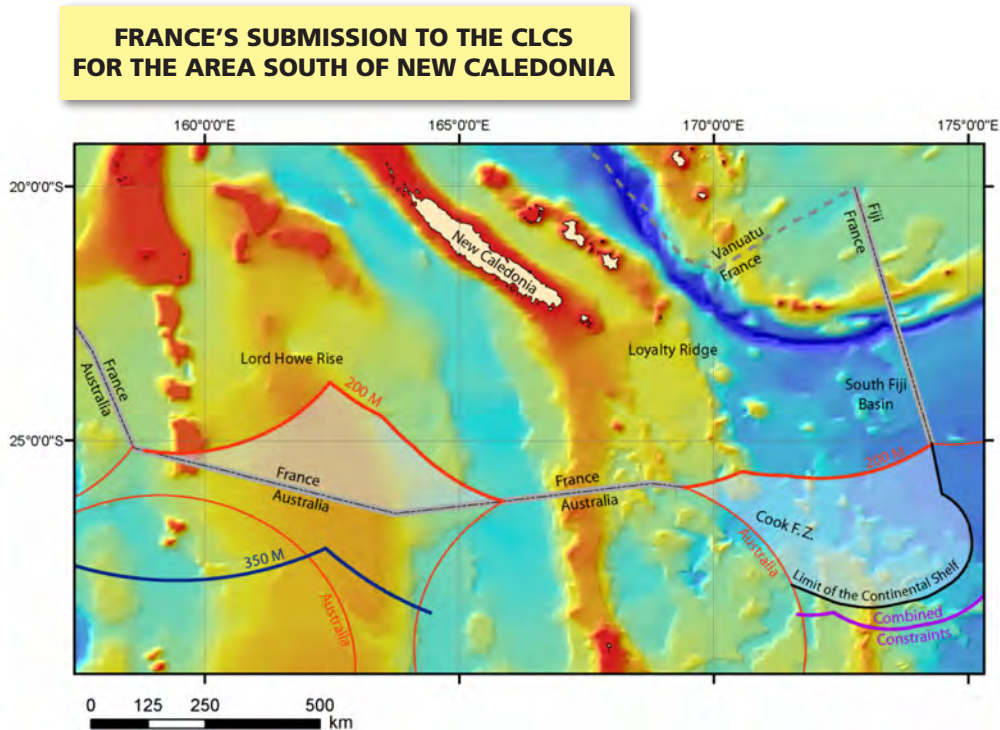 FRANCE'S SUBMISSION TO THE CLCS
FOR THE AREA SOUTH OF NEW CALEDONIA
160°0'0"E
165°0'0"E
170°0'0"E
175°0'0"E
20°0'0"S
25°0'0"S
New Caledonia
Vanuatu
France
Fiji
France
Loyalty Ridge
Lord Howe Rise
France
Australia
200 M
South Fiji
Basin
200 M
France
Australia
France
Australia
Cook F.Z.
Australia
350 M
Limit of the Continental Shelf
Australia
Combined
Constraints
0 125 250 500
km